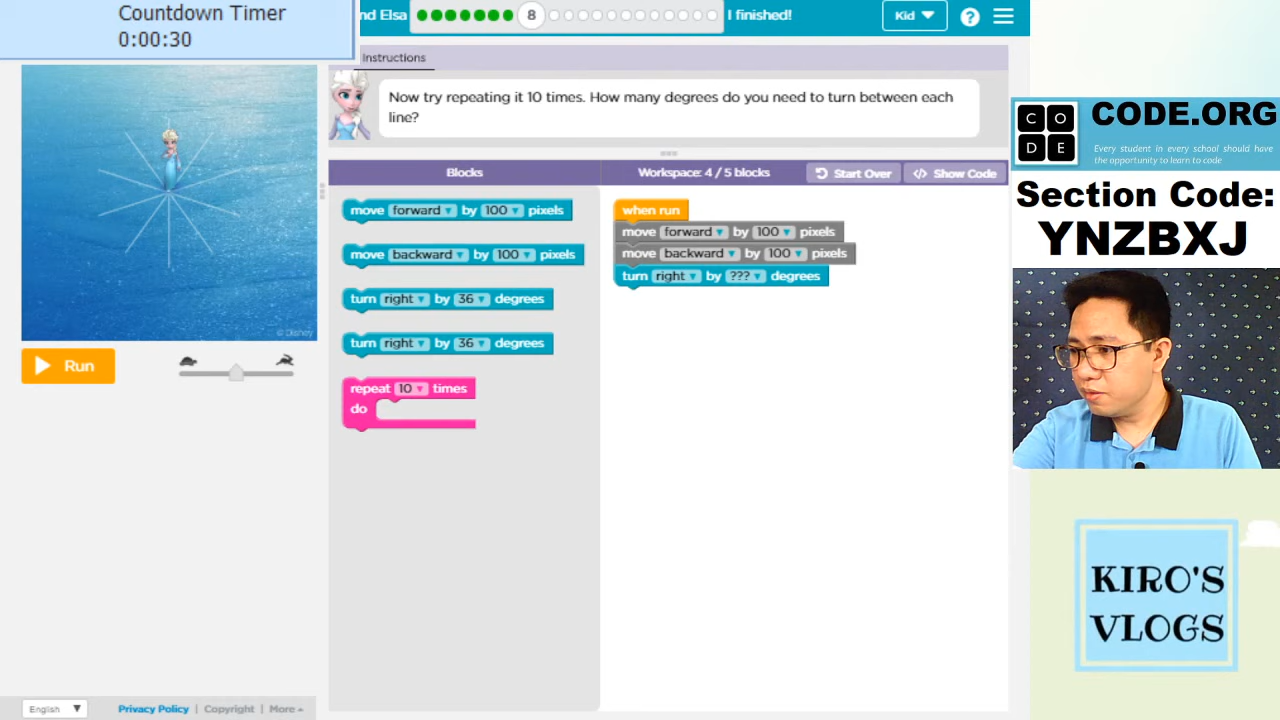 Countdown Timer
0:00:30
nd Elsa
8
I finished!
Kid
?
Instructions
Now try repeating it 10 times. How many degrees do you need to turn between each
line?
Blocks
Workspace: 4 / 5 blocks
Start Over
</> Show Code
move forward by 100 pixels
move backward by 100 pixels
turn right by 36 degrees
turn right by 36 degrees
repeat 10 times
do
when run
move forward by 100 pixels
move backward by 100 pixels
turn right by ??? degrees
© Disney
Run
English
Privacy Policy | Copyright | More
C O
D E
CODE.ORG
Every student in every school should have
the opportunity to learn to code
Section Code:
YNZBXJ
KIRO'S
VLOGS